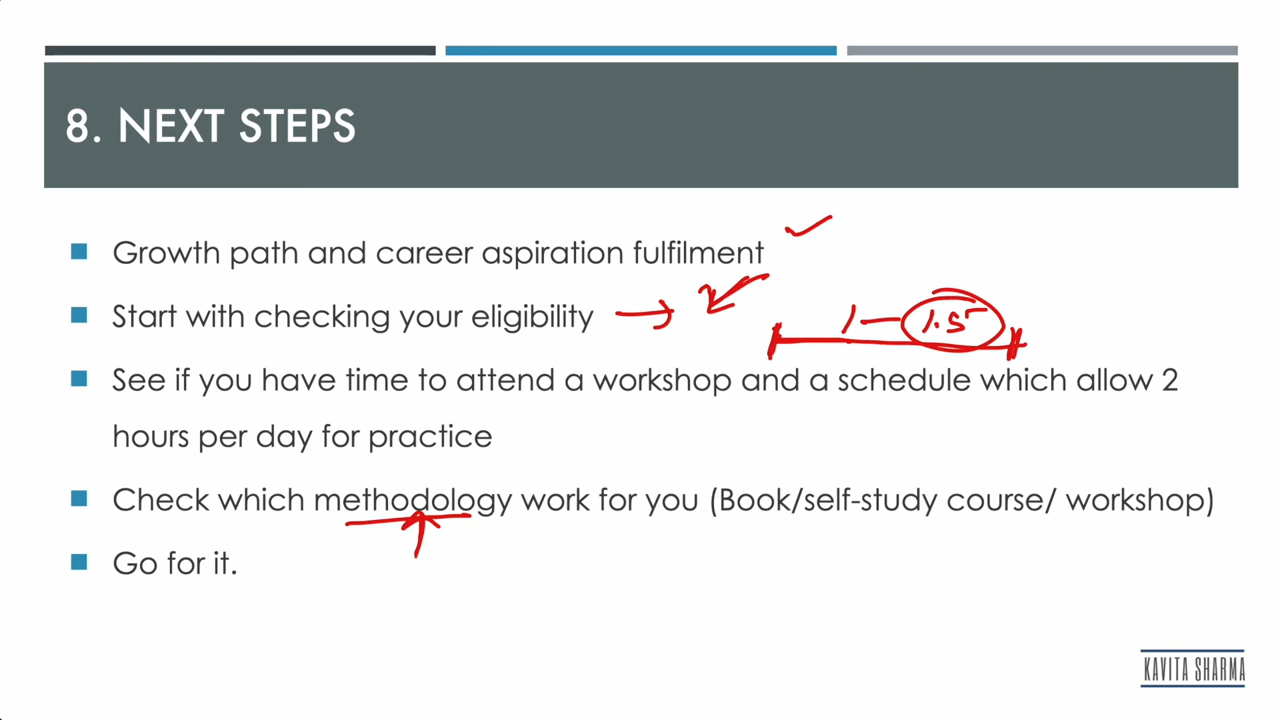 8. NEXT STEPS
Growth path and career aspiration fulfilment
Start with checking your eligibility
1 - 1.5
See if you have time to attend a workshop and a schedule which allow 2
hours per day for practice
Check which methodology work for you (Book/self-study course/ workshop)
Go for it.
KAVITA SHARMA